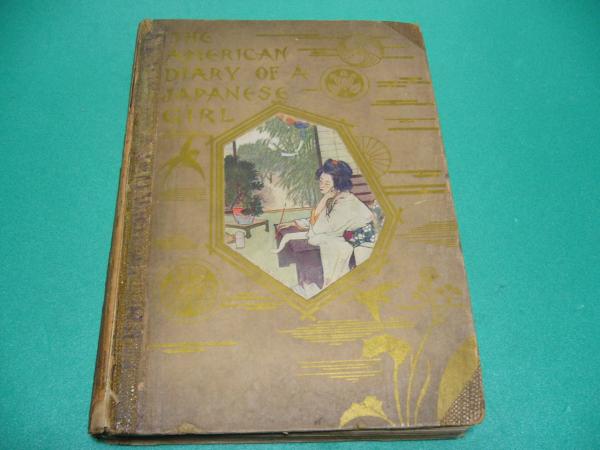 THE
AMERICAN
DIARY OF A
JAPANESE
GIRL